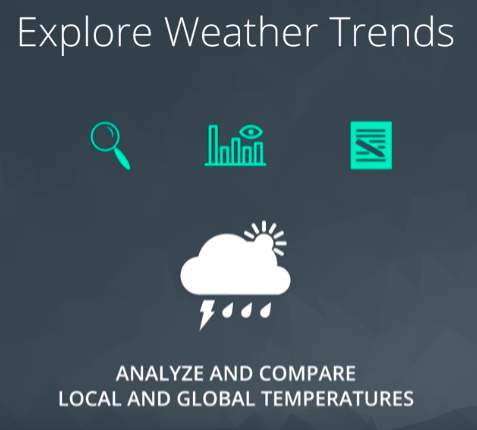 Explore Weather Trends
ANALYZE AND COMPARE
LOCAL AND GLOBAL TEMPERATURES